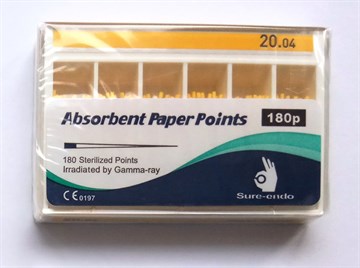 20.04
Absorbent Paper Points 180p
180 Sterilized Points
Irradiated by Gamma-ray
CE 0197
Sure-endo